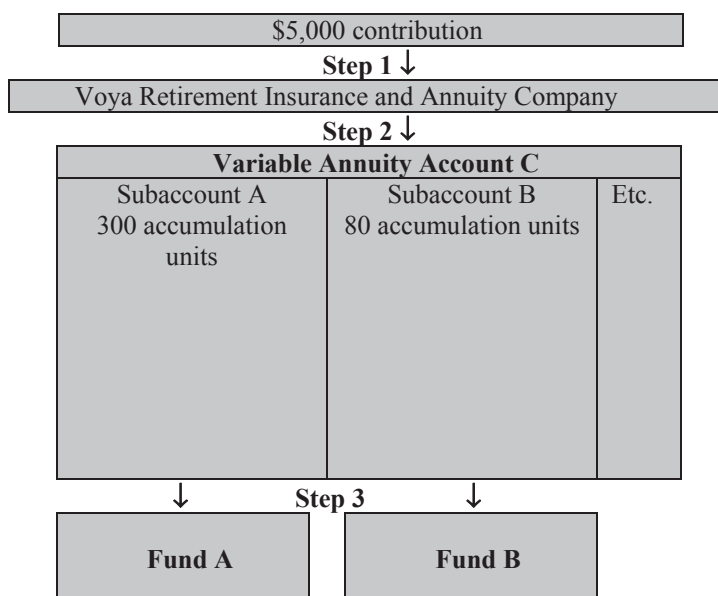 $5,000 contribution
Step 1 ↓
Voya Retirement Insurance and Annuity Company
Step 2 ↓
Variable Annuity Account C
Subaccount A
300 accumulation
units
Subaccount B
80 accumulation units
Etc.
↓ Step 3 ↓
Fund A
Fund B